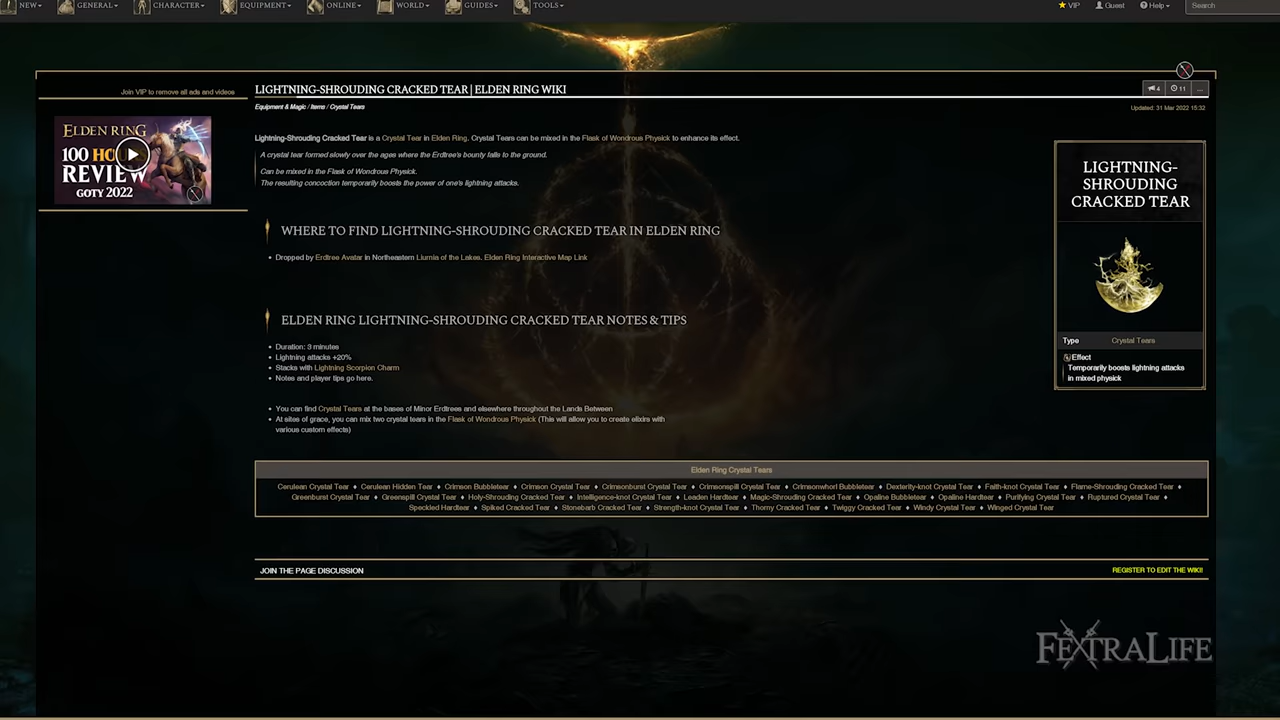 NEW GENERAL CHARACTER EQUIPMENT ONLINE WORLD GUIDES TOOLS VIP Guest Help Search
Join VIP to remove all ads and videos
ELDEN RING
100 HOUR
REVIEW
GOTY 2022
LIGHTNING-SHROUDING CRACKED TEAR | ELDEN RING WIKI
4 11 ...
Equipment & Magic / Items / Crystal Tears
Updated: 31 Mar 2022 15:32
Lightning-Shrouding Cracked Tear is a Crystal Tear in Elden Ring. Crystal Tears can be mixed in the Flask of Wondrous Physick to enhance its effect.
A crystal tear formed slowly over the ages where the Erdtree's bounty falls to the ground.
Can be mixed in the Flask of Wondrous Physick.
The resulting concoction temporarily boosts the power of one's lightning attacks.
WHERE TO FIND LIGHTNING-SHROUDING CRACKED TEAR IN ELDEN RING
• Dropped by Erdtree Avatar in Northeastern Liurnia of the Lakes. Elden Ring Interactive Map Link
ELDEN RING LIGHTNING-SHROUDING CRACKED TEAR NOTES & TIPS
• Duration: 3 minutes
• Lightning attacks +20%
• Stacks with Lightning Scorpion Charm
• Notes and player tips go here.
• You can find Crystal Tears at the bases of Minor Erdtrees and elsewhere throughout the Lands Between
• At sites of grace, you can mix two crystal tears in the Flask of Wondrous Physick (This will allow you to create elixirs with
various custom effects)
LIGHTNING-
SHROUDING
CRACKED TEAR
Type Crystal Tears
Effect
Temporarily boosts lightning attacks
in mixed physick
Elden Ring Crystal Tears
Cerulean Crystal Tear ♦ Cerulean Hidden Tear ♦ Crimson Bubbletear ♦ Crimson Crystal Tear ♦ Crimsonburst Crystal Tear ♦ Crimsonspill Crystal Tear ♦ Crimsonwhorl Bubbletear ♦ Dexterity-knot Crystal Tear ♦ Faith-knot Crystal Tear ♦ Flame-Shrouding Cracked Tear ♦
Greenburst Crystal Tear ♦ Greenspill Crystal Tear ♦ Holy-Shrouding Cracked Tear ♦ Intelligence-knot Crystal Tear ♦ Leaden Hardtear ♦ Magic-Shrouding Cracked Tear ♦ Opaline Bubbletear ♦ Opaline Hardtear ♦ Purifying Crystal Tear ♦ Ruptured Crystal Tear ♦
Speckled Hardtear ♦ Spiked Cracked Tear ♦ Stonebarb Cracked Tear ♦ Strength-knot Crystal Tear ♦ Thorny Cracked Tear ♦ Twiggy Cracked Tear ♦ Windy Crystal Tear ♦ Winged Crystal Tear
JOIN THE PAGE DISCUSSION
REGISTER TO EDIT THE WIKI!
FEXTRALIFE